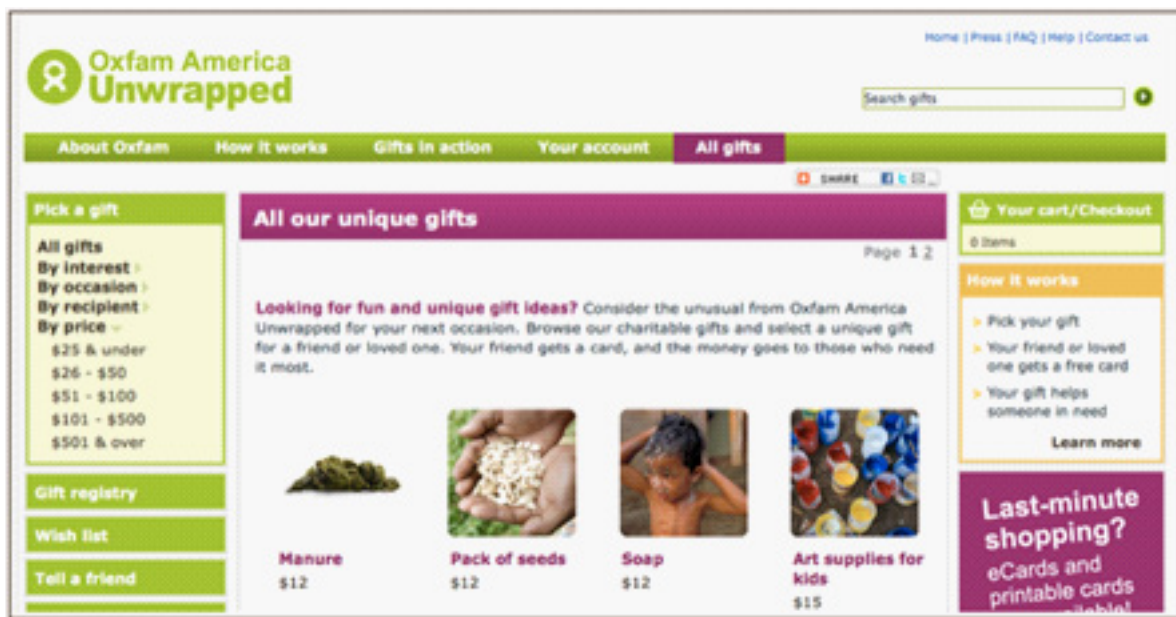 Home | Press | FAQ | Help | Contact us
Oxfam America
Unwrapped
Search gifts
About Oxfam How it works Gifts in action Your account All gifts
SHARE
Pick a gift
All gifts
By interest
By occasion
By recipient
By price
$25 & under
$26 - $50
$51 - $100
$101 - $500
$501 & over
Gift registry
Wish list
Tell a friend
All our unique gifts
Page 1 2
Looking for fun and unique gift ideas? Consider the unusual from Oxfam America
Unwrapped for your next occasion. Browse our charitable gifts and select a unique gift
for a friend or loved one. Your friend gets a card, and the money goes to those who need
it most.
Manure
$12
Pack of seeds
$12
Soap
$12
Art supplies for
kids
$15
Your cart/Checkout
0 Items
How it works
Pick your gift
Your friend or loved
one gets a free card
Your gift helps
someone in need
Learn more
Last-minute
shopping?
eCards and
printable cards